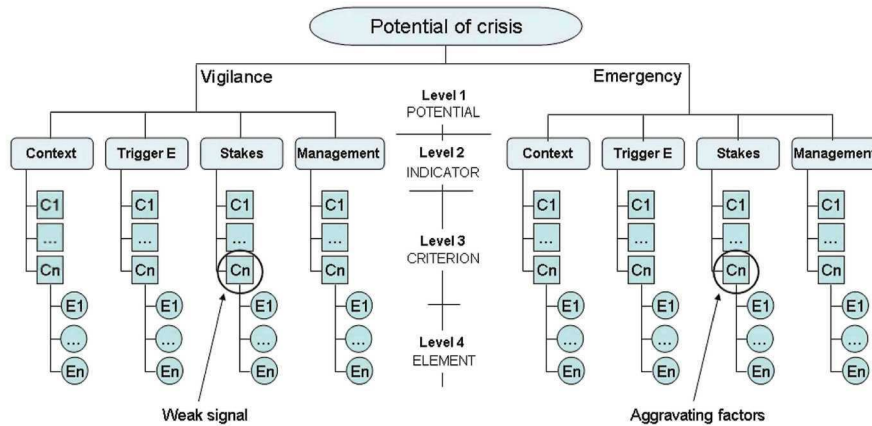 Potential of crisis
Vigilance
Emergency
Level 1
POTENTIAL
Context
Trigger E
Stakes
Management
Level 2
INDICATOR
Context
Trigger E
Stakes
Management
C1
C1
C1
C1
C1
C1
C1
C1
...
...
...
...
Level 3
CRITERION
...
...
...
...
Cn
Cn
Cn
Cn
Cn
Cn
Cn
Cn
E1
E1
E1
E1
E1
E1
E1
E1
...
...
...
...
Level 4
ELEMENT
...
...
...
...
En
En
En
En
En
En
En
En
Weak signal
Aggravating factors